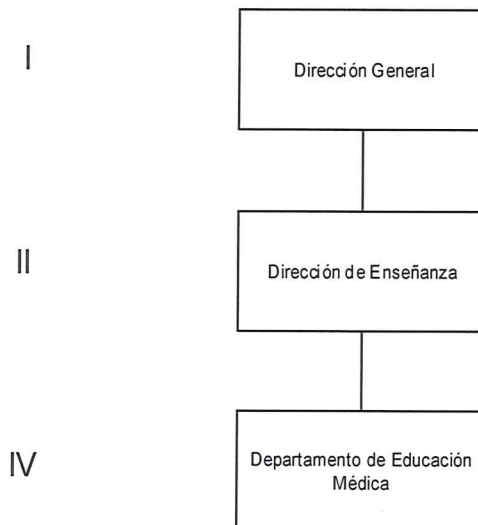 I
Dirección General
II
Dirección de Enseñanza
IV
Departamento de Educación
Médica